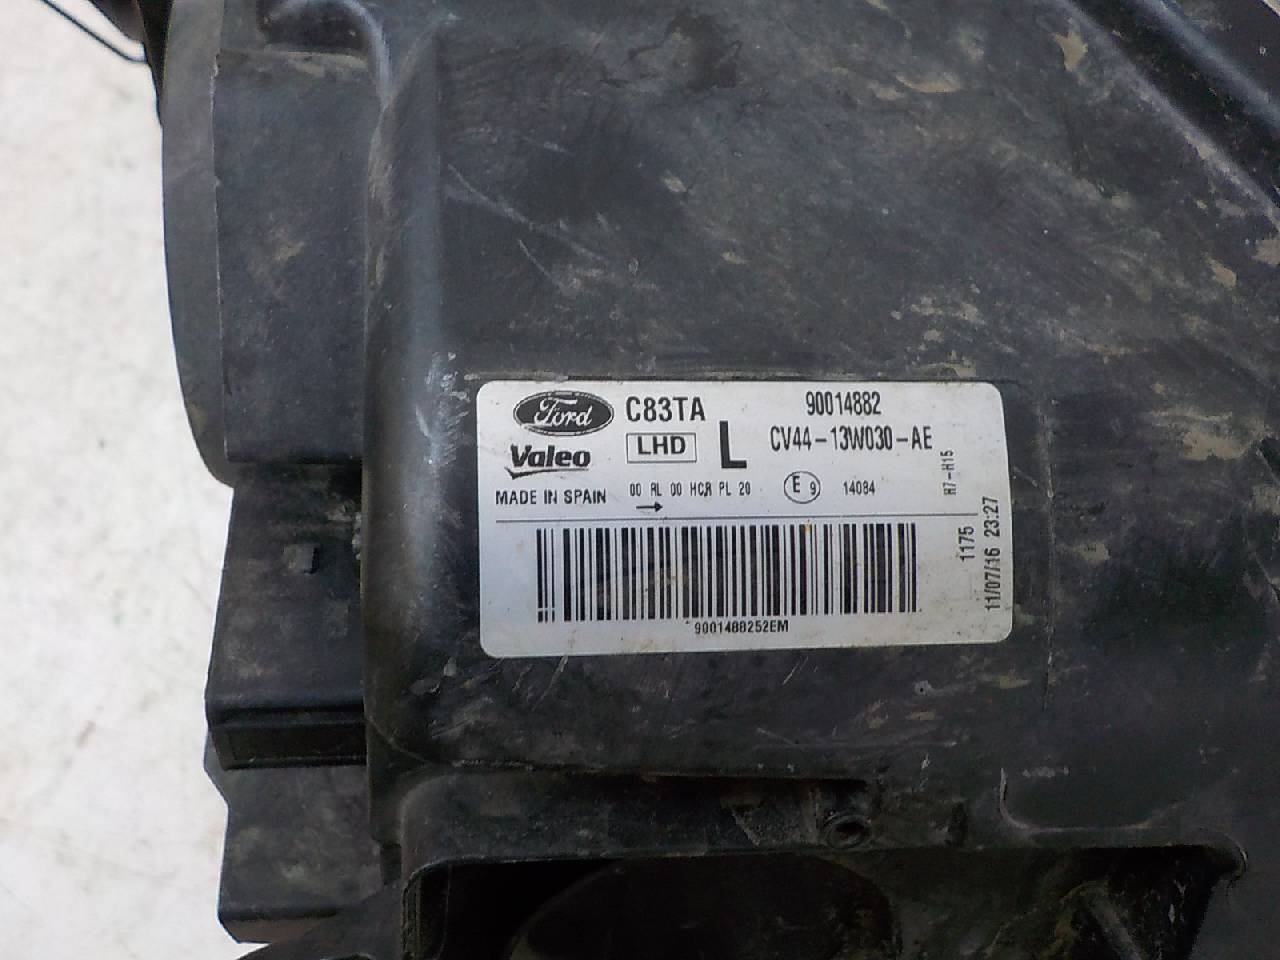 Ford C83TA 90014882
Valeo LHD L CV44-13W030-AE
MADE IN SPAIN 00 RL 00 HCR PL 20 E 9 14084
→
H7-H15
1175
11/07/16 23:27
9001488252EM